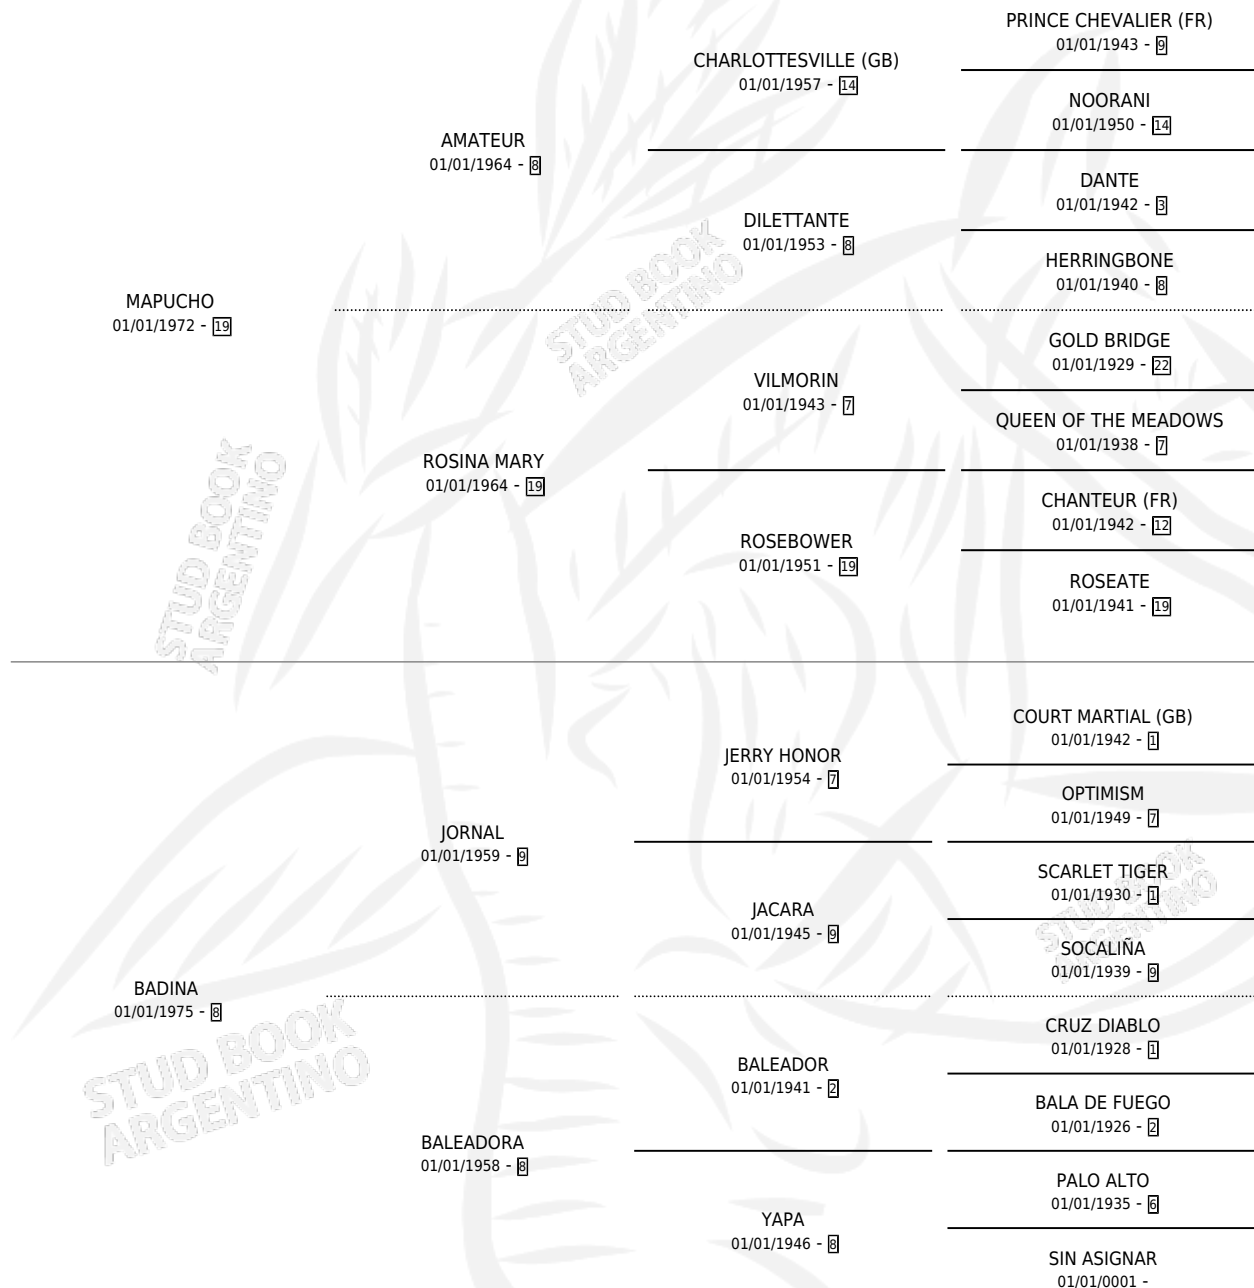 PRINCE CHEVALIER (FR)
01/01/1943 - 9
CHARLOTTESVILLE (GB)
01/01/1957 - 14
NOORANI
01/01/1950 - 14
AMATEUR
01/01/1964 - 8
DANTE
01/01/1942 - 3
DILETTANTE
01/01/1953 - 8
HERRINGBONE
01/01/1940 - 8
MAPUCHO
01/01/1972 - 19
GOLD BRIDGE
01/01/1929 - 22
VILMORIN
01/01/1943 - 7
QUEEN OF THE MEADOWS
01/01/1938 - 7
ROSINA MARY
01/01/1964 - 19
CHANTEUR (FR)
01/01/1942 - 12
ROSEBOWER
01/01/1951 - 19
ROSEATE
01/01/1941 - 19
COURT MARTIAL (GB)
01/01/1942 - 1
JERRY HONOR
01/01/1954 - 7
OPTIMISM
01/01/1949 - 7
JORNAL
01/01/1959 - 9
SCARLET TIGER
01/01/1930 - 1
JACARA
01/01/1945 - 9
SOCALIÑA
01/01/1939 - 9
BADINA
01/01/1975 - 8
CRUZ DIABLO
01/01/1928 - 1
BALEADOR
01/01/1941 - 2
BALA DE FUEGO
01/01/1926 - 2
BALEADORA
01/01/1958 - 8
PALO ALTO
01/01/1935 - 6
YAPA
01/01/1946 - 8
SIN ASIGNAR
01/01/0001 -
STUD BOOK
ARGENTINO
STUD BOOK
ARGENTINO
STUD BOOK
ARGENTINO
STUD BOOK
ARGENTINO